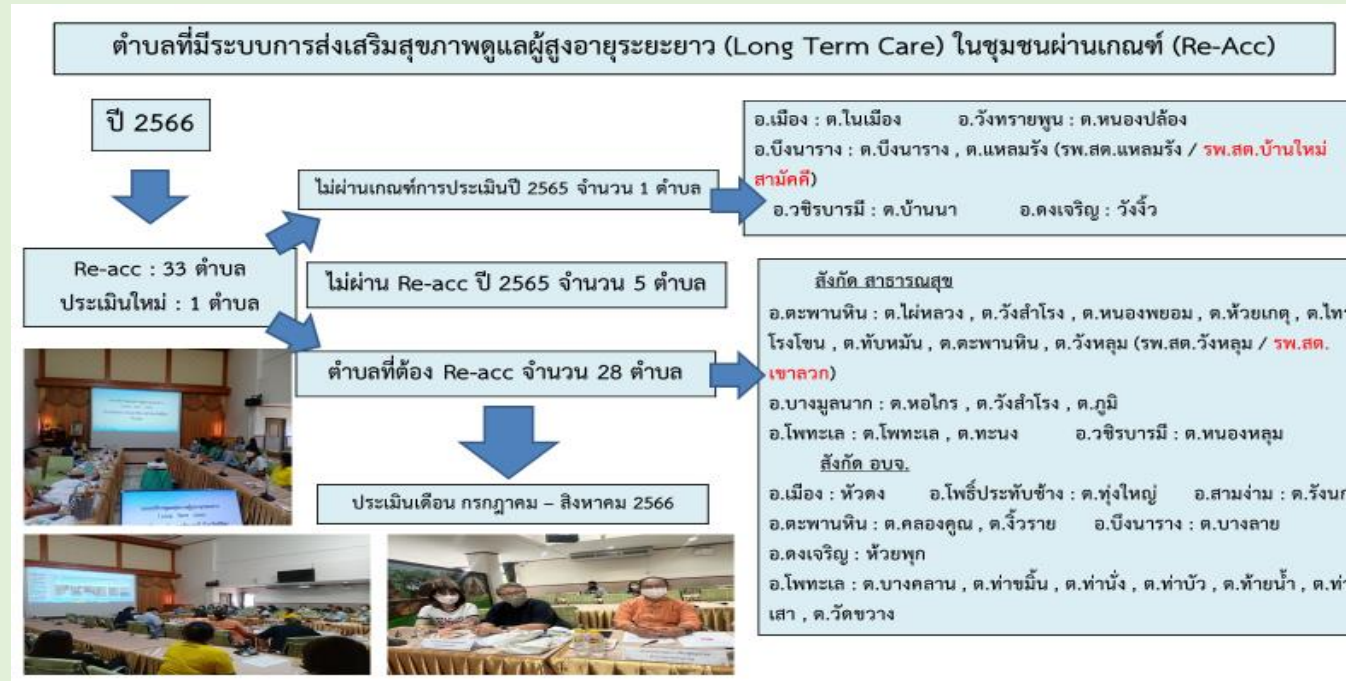 ตำบลที่มีระบบการส่งเสริมสุขภาพดูแลผู้สูงอายุระยะยาว (Long Term Care) ในชุมชนผ่านเกณฑ์ (Re-Acc)
ปี 2566
Re-acc : 33 ตำบล
ประเมินใหม่ : 1 ตำบล
ไม่ผ่านเกณฑ์การประเมินปี 2565 จำนวน 1 ตำบล
ไม่ผ่าน Re-acc ปี 2565 จำนวน 5 ตำบล
ตำบลที่ต้อง Re-acc จำนวน 28 ตำบล
ประเมินเดือน กรกฎาคม – สิงหาคม 2566
อ.เมือง : ต.ในเมือง อ.วังทรายพูน : ต.หนองปล้อง
อ.บึงนาราง : ต.บึงนาราง , ต.แหลมรัง (รพ.สต.แหลมรัง / รพ.สต.บ้านใหม่
สามัคคี)
อ.วชิรบารมี : ต.บ้านนา อ.ดงเจริญ : วังงิ้ว
สังกัด สาธารณสุข
อ.ตะพานหิน : ต.ไผ่หลวง , ต.วังสำโรง , ต.หนองพยอม , ต.ห้วยเกตุ , ต.ไทร
โรงโขน , ต.ทับหมัน , ต.ตะพานหิน , ต.วังหลุม (รพ.สต.วังหลุม / รพ.สต.
เขาลวก)
อ.บางมูลนาก : ต.หอไกร , ต.วังสำโรง , ต.ภูมิ
อ.โพทะเล : ต.โพทะเล , ต.ทะนง อ.วชิรบารมี : ต.หนองหลุม
สังกัด อบจ.
อ.เมือง : หัวดง อ.โพธิ์ประทับช้าง : ต.ทุ่งใหญ่ อ.สามง่าม : ต.รังนก
อ.ตะพานหิน : ต.คลองคูณ , ต.งิ้วราย อ.บึงนาราง : ต.บางลาย
อ.ดงเจริญ : ห้วยพุก
อ.โพทะเล : ต.บางคลาน , ต.ท่าขมิ้น , ต.ท่านั่ง , ต.ท่าบัว , ต.ท้ายน้ำ , ต.ท่า
เสา , ต.วัดขวาง